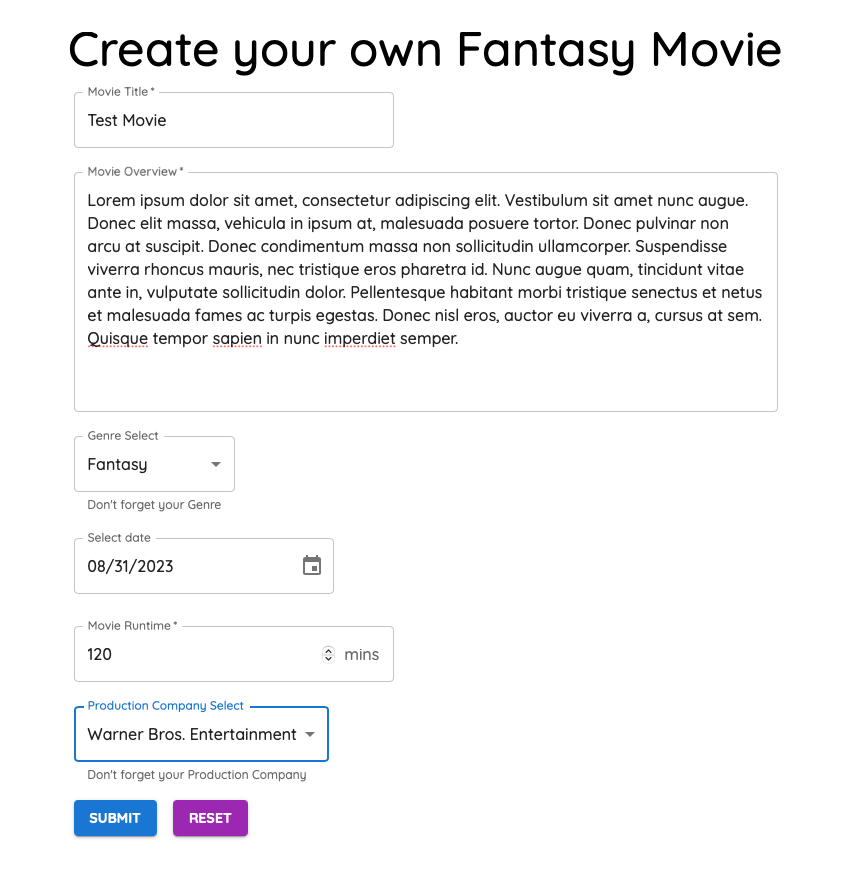 Create your own Fantasy Movie
Movie Title *
Test Movie
Movie Overview *
Lorem ipsum dolor sit amet, consectetur adipiscing elit. Vestibulum sit amet nunc augue.
Donec elit massa, vehicula in ipsum at, malesuada posuere tortor. Donec pulvinar non
arcu at suscipit. Donec condimentum massa non sollicitudin ullamcorper. Suspendisse
viverra rhoncus mauris, nec tristique eros pharetra id. Nunc augue quam, tincidunt vitae
ante in, vulputate sollicitudin dolor. Pellentesque habitant morbi tristique senectus et netus
et malesuada fames ac turpis egestas. Donec nisl eros, auctor eu viverra a, cursus at sem.
Quisque tempor sapien in nunc imperdiet semper.
Genre Select
Fantasy
Don't forget your Genre
Select date
08/31/2023
Movie Runtime *
120 mins
Production Company Select
Warner Bros. Entertainment
Don't forget your Production Company
SUBMIT RESET